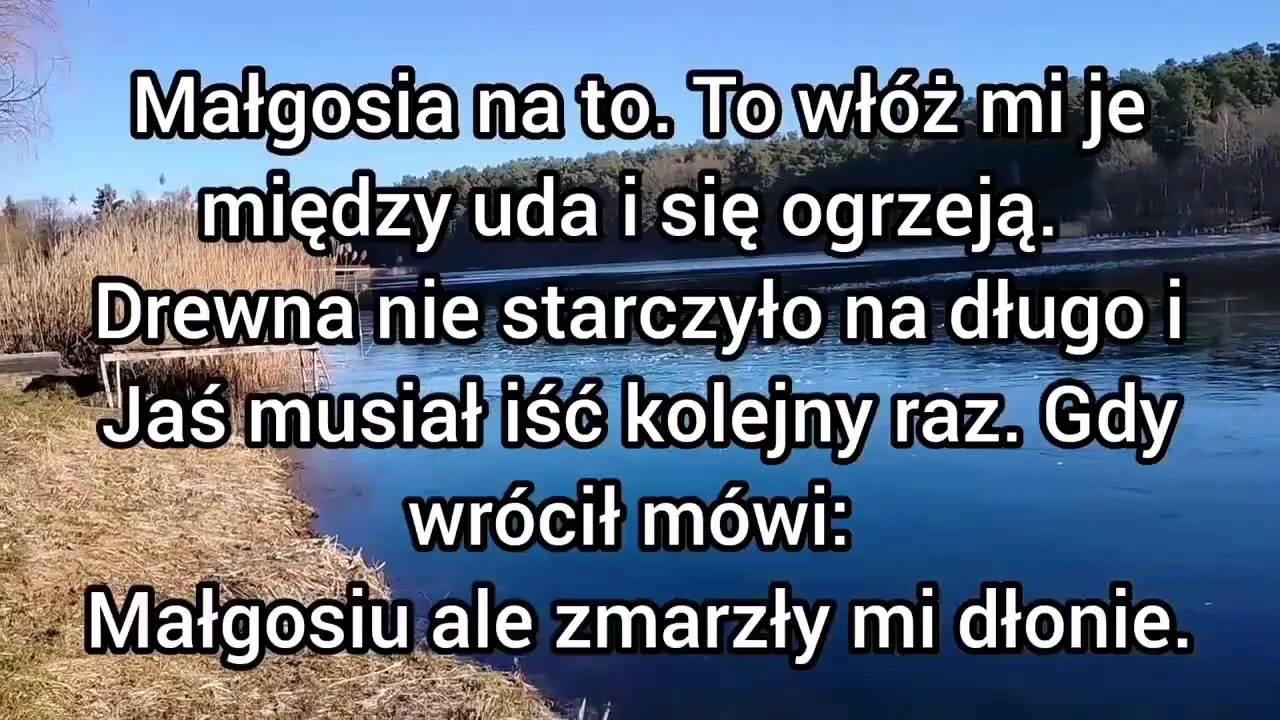 Małgosia na to. To włóż mi je
między uda i się ogrzeją.
Drewna nie starczyło na długo i
Jaś musiał iść kolejny raz. Gdy
wrócił mówi:
Małgosiu ale zmarzły mi dłonie.